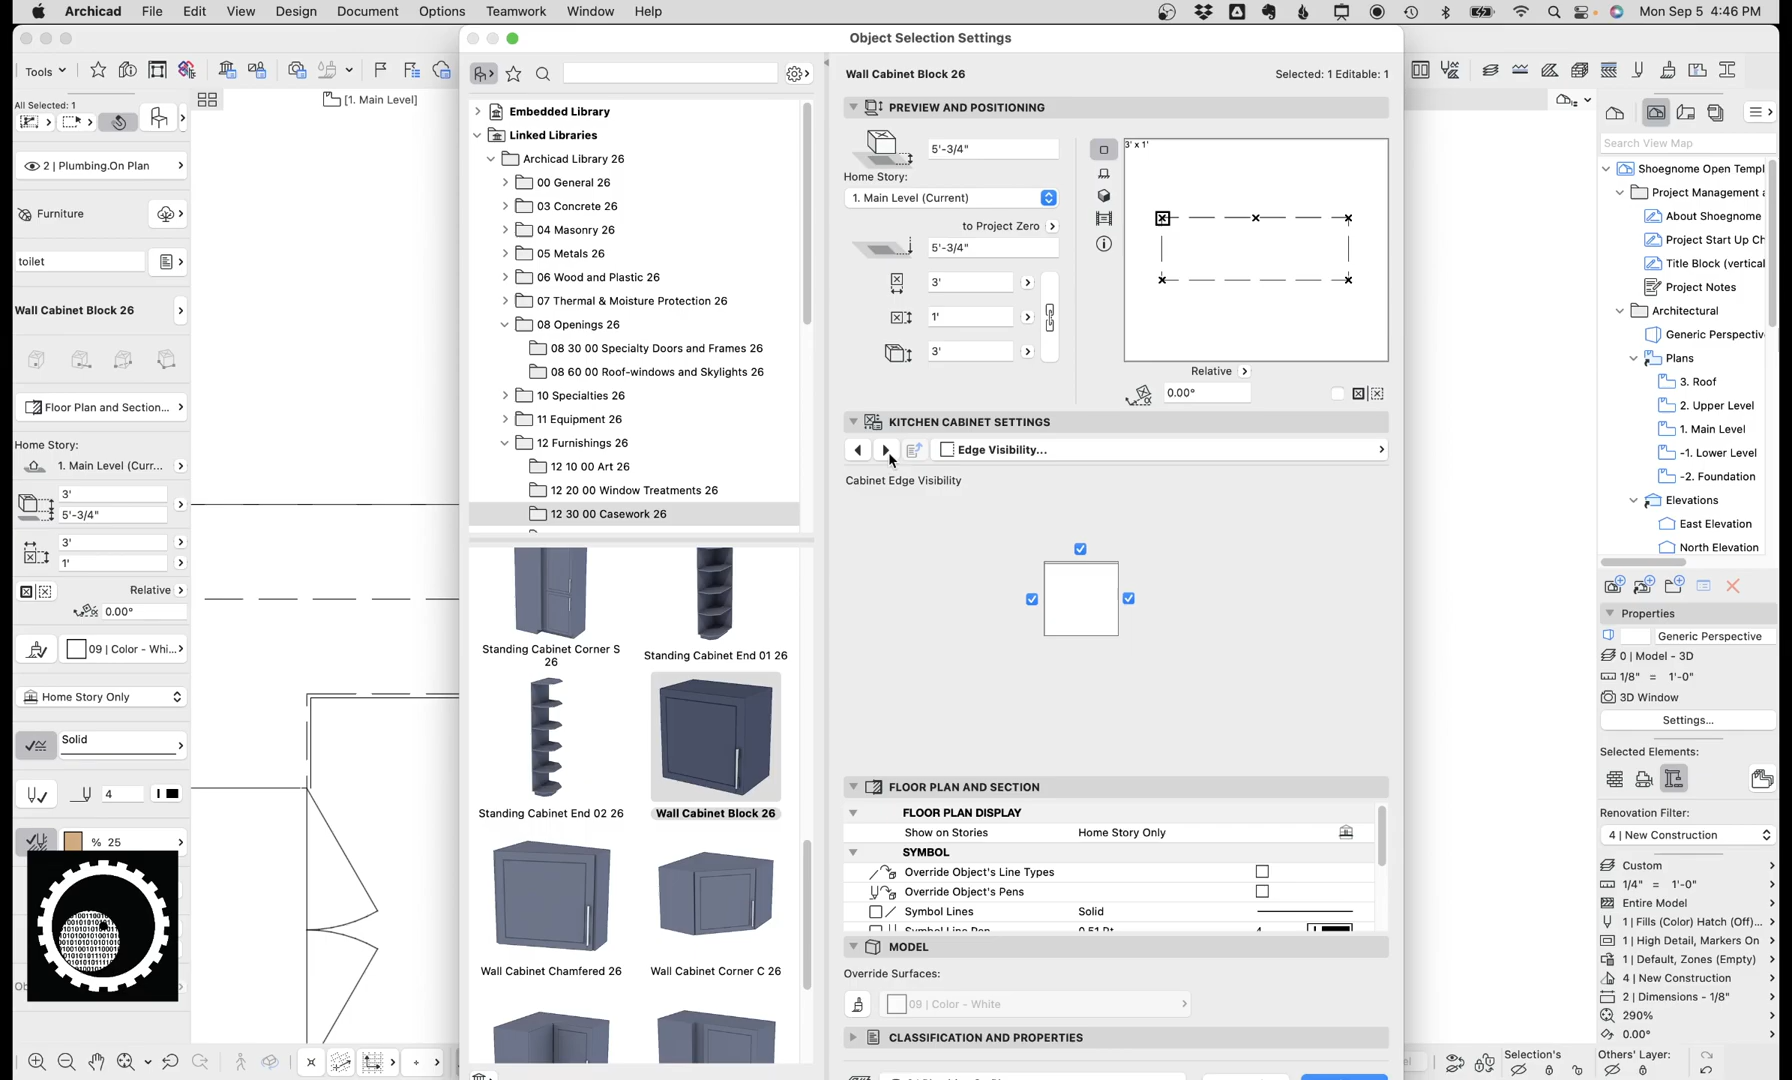 Archicad File Edit View Design Document Options Teamwork Window Help
Mon Sep 5 4:46 PM
Object Selection Settings
Tools
All Selected: 1
[1. Main Level]
2 | Plumbing.On Plan
Furniture
toilet
Wall Cabinet Block 26
Floor Plan and Section...
Home Story:
1. Main Level (Curr...
3'
5'-3/4"
3'
1'
Relative
0.00°
09 | Color - Whi...
Home Story Only
Solid
4
% 25
Embedded Library
Linked Libraries
Archicad Library 26
00 General 26
03 Concrete 26
04 Masonry 26
05 Metals 26
06 Wood and Plastic 26
07 Thermal & Moisture Protection 26
08 Openings 26
08 30 00 Specialty Doors and Frames 26
08 60 00 Roof-windows and Skylights 26
10 Specialties 26
11 Equipment 26
12 Furnishings 26
12 10 00 Art 26
12 20 00 Window Treatments 26
12 30 00 Casework 26
Standing Cabinet Corner S
26
Standing Cabinet End 01 26
Standing Cabinet End 02 26
Wall Cabinet Block 26
Wall Cabinet Chamfered 26
Wall Cabinet Corner C 26
Wall Cabinet Block 26
Selected: 1 Editable: 1
PREVIEW AND POSITIONING
5'-3/4"
Home Story:
1. Main Level (Current)
to Project Zero
5'-3/4"
3'
1'
3'
3' x 1'
Relative
0.00°
KITCHEN CABINET SETTINGS
Edge Visibility...
Cabinet Edge Visibility
FLOOR PLAN AND SECTION
FLOOR PLAN DISPLAY
Show on Stories Home Story Only
SYMBOL
Override Object's Line Types
Override Object's Pens
Symbol Lines Solid
Symbol Line Pen 0.51 Pt 4
MODEL
Override Surfaces:
09 | Color - White
CLASSIFICATION AND PROPERTIES
Search View Map
Shoegnome Open Templ
Project Management a
About Shoegnome
Project Start Up Ch
Title Block (vertical
Project Notes
Architectural
Generic Perspectiv
Plans
3. Roof
2. Upper Level
1. Main Level
-1. Lower Level
-2. Foundation
Elevations
East Elevation
North Elevation
Properties
Generic Perspective
0 | Model - 3D
1/8" = 1'-0"
3D Window
Settings...
Selected Elements:
Renovation Filter:
4 | New Construction
Custom
1/4" = 1'-0"
Entire Model
1 | Fills (Color) Hatch (Off)...
1 | High Detail, Markers On
1 | Default, Zones (Empty)
4 | New Construction
2 | Dimensions - 1/8"
290%
0.00°
Selection's
Others' Layer: